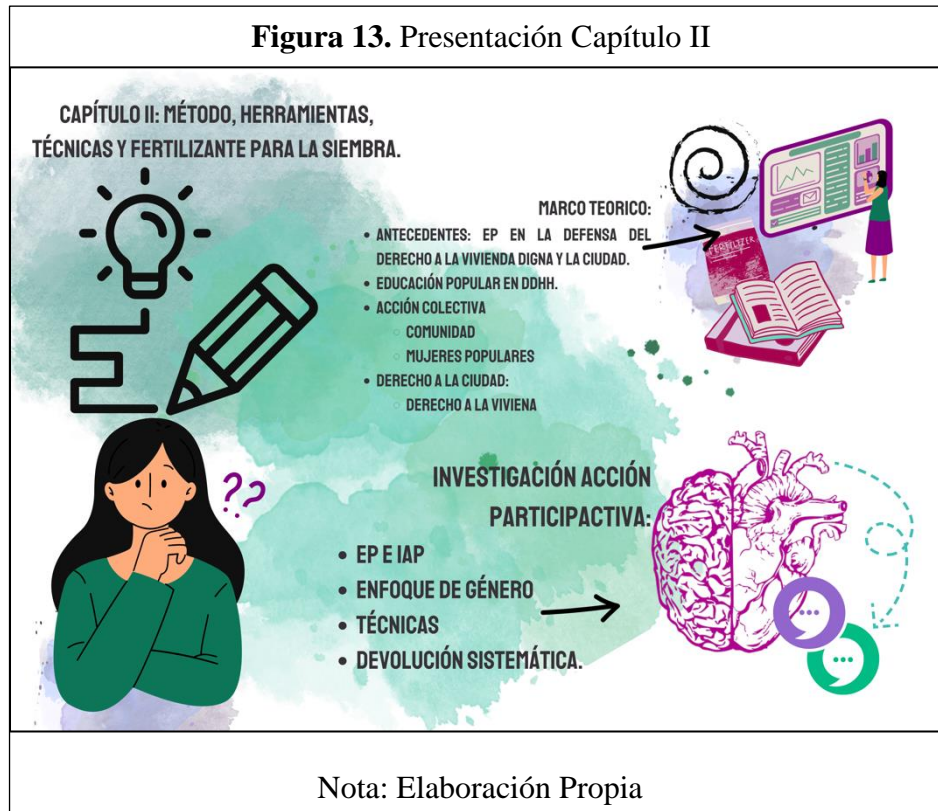 Figura 13. Presentación Capítulo II
CAPÍTULO II: MÉTODO, HERRAMIENTAS,
TÉCNICAS Y FERTILIZANTE PARA LA SIEMBRA.
MARCO TEORICO:
• ANTECEDENTES: EP EN LA DEFENSA DEL
DERECHO A LA VIVIENDA DIGNA Y LA CIUDAD.
• EDUCACIÓN POPULAR EN DDHH.
• ACCIÓN COLECTIVA
○ COMUNIDAD
○ MUJERES POPULARES
• DERECHO A LA CIUDAD:
○ DERECHO A LA VIVIENA
FERTILIZER
??
INVESTIGACIÓN ACCIÓN
PARTICIPACTIVA:
• EP E IAP
• ENFOQUE DE GÉNERO
• TÉCNICAS
• DEVOLUCIÓN SISTEMÁTICA.
Nota: Elaboración Propia